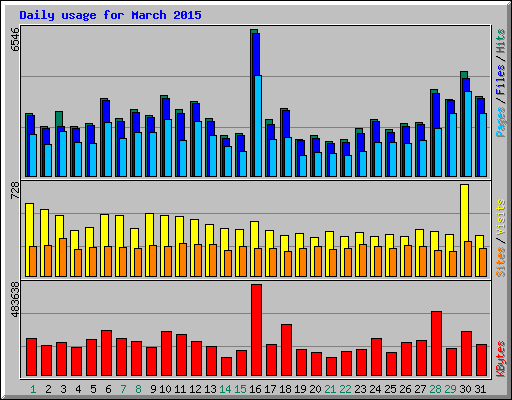 Daily usage for March 2015
6546
Pages / Files / Hits
728
Sites / Visits
483638
KBytes
1 2 3 4 5 6 7 8 9 10 11 12 13 14 15 16 17 18 19 20 21 22 23 24 25 26 27 28 29 30 31